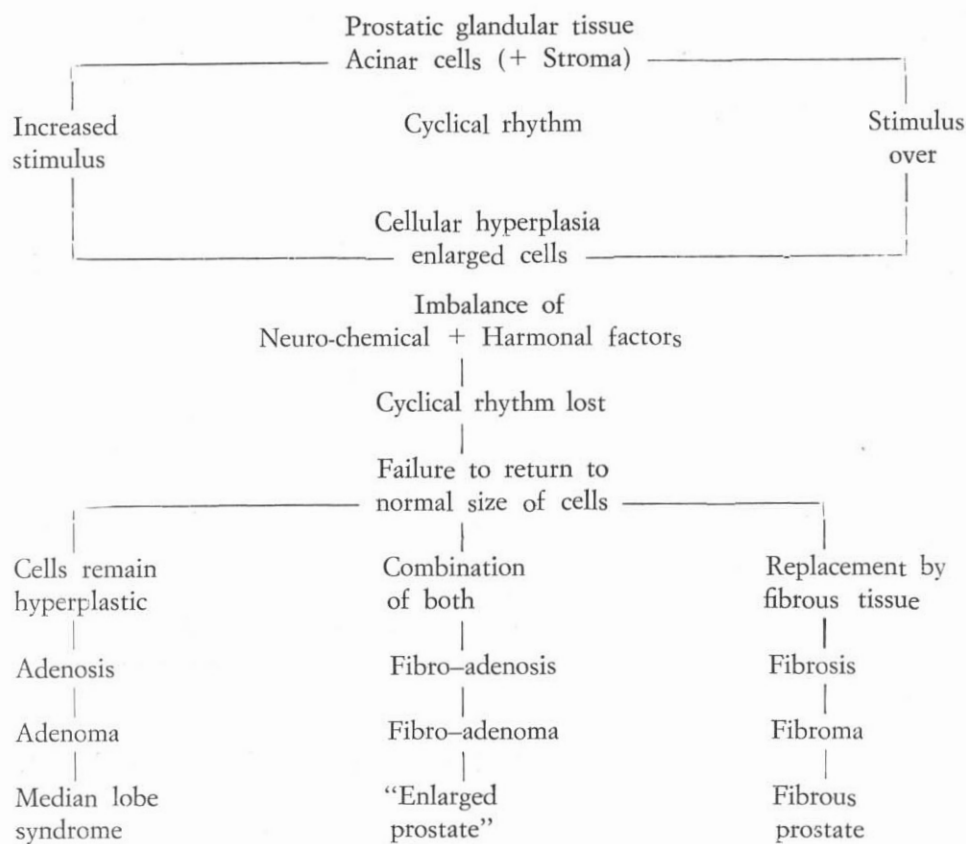 Prostatic glandular tissue
Acinar cells (+ Stroma)
Increased
stimulus
Cyclical rhythm
Stimulus
over
Cellular hyperplasia
enlarged cells
Imbalance of
Neuro-chemical + Harmonal factors
Cyclical rhythm lost
Failure to return to
normal size of cells
Cells remain
hyperplastic
Combination
of both
Replacement by
fibrous tissue
Adenosis
Fibro–adenosis
Fibrosis
Adenoma
Fibro–adenoma
Fibroma
Median lobe
syndrome
“Enlarged
prostate”
Fibrous
prostate